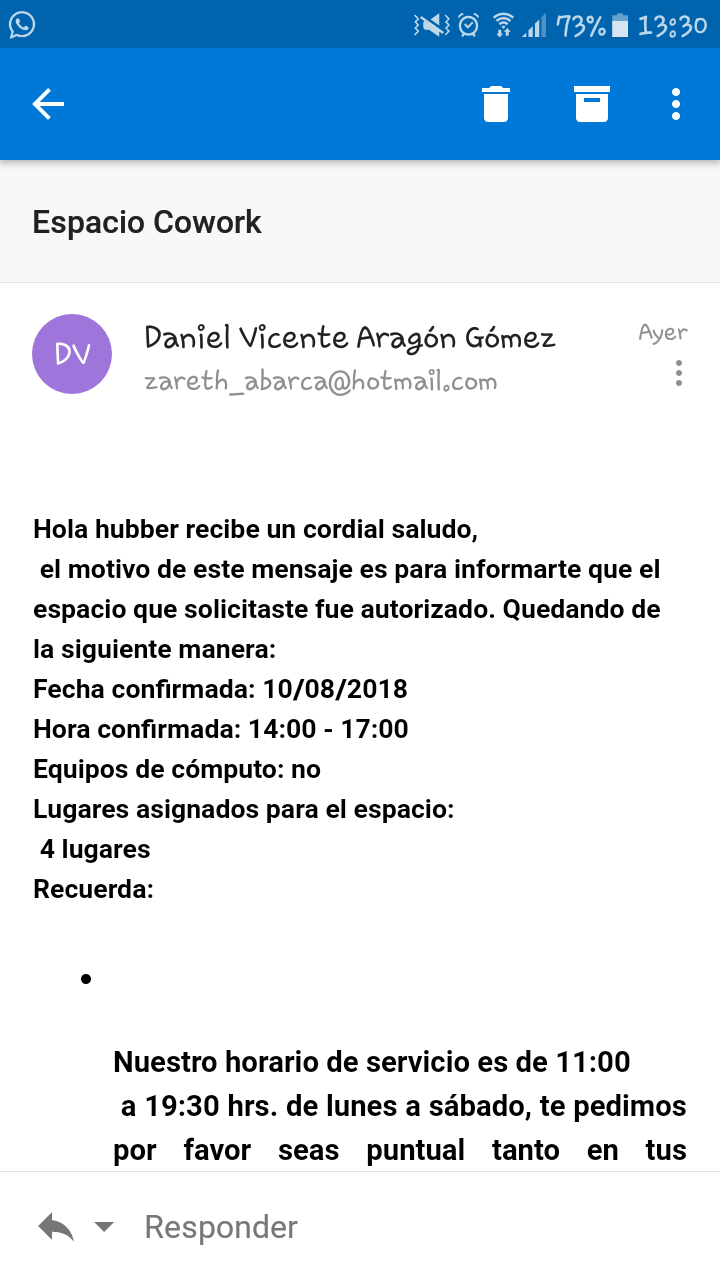 73% 13:30
Espacio Cowork
DV
Daniel Vicente Aragón Gómez
Ayer
zareth_abarca@hotmail.com
Hola hubber recibe un cordial saludo,
el motivo de este mensaje es para informarte que el
espacio que solicitaste fue autorizado. Quedando de
la siguiente manera:
Fecha confirmada: 10/08/2018
Hora confirmada: 14:00 - 17:00
Equipos de cómputo: no
Lugares asignados para el espacio:
4 lugares
Recuerda:
•
Nuestro horario de servicio es de 11:00
a 19:30 hrs. de lunes a sábado, te pedimos
por favor seas puntual tanto en tus
Responder